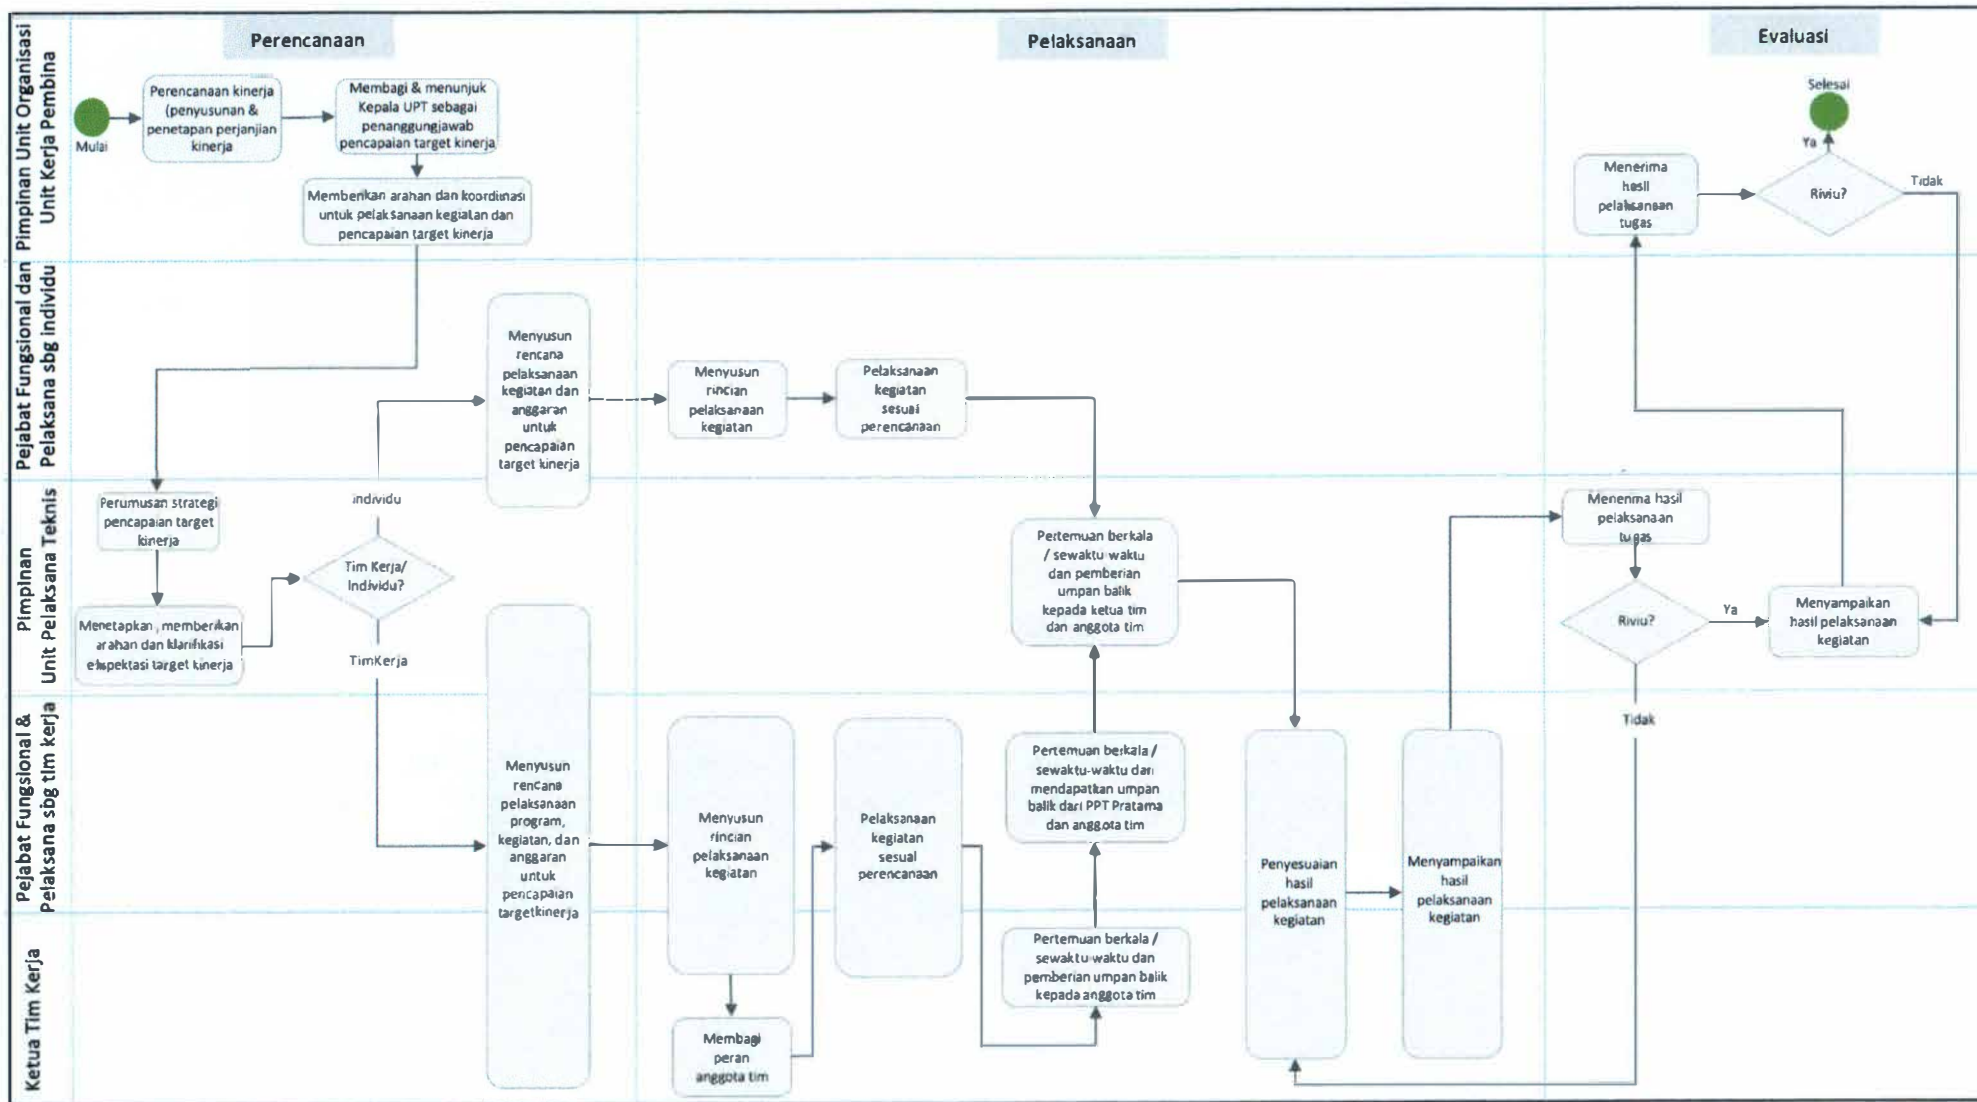 Perencanaan
Pelaksanaan
Evaluasi
Pimpinan Unit Organisasi
Unit Kerja Pembina
Mulai
Perencanaan kinerja
(penyusunan &
penetapan perjanjian
kinerja
Membagi & menunjuk
Kepala UPT sebagai
penanggungjawab
pencapaian target kinerja
Memberikan arahan dan koordinasi
untuk pelaksanaan kegiatan dan
pencapaian target kinerja
Selesai
Ya
Menerima
hasil
pelaksanaan
tugas
Riviu?
Tidak
Pejabat Fungsional dan
Pelaksana sbg individu
Menyusun
rencana
pelaksanaan
kegiatan dan
anggaran
untuk
pencapaian
target kinerja
Menyusun
rincian
pelaksanaan
kegiatan
Pelaksanaan
kegiatan
sesuai
perencanaan
Pimpinan
Unit Pelaksana Teknis
Perumusan strategi
pencapaian target
kinerja
Menetapkan, memberikan
arahan dan klarifikasi
ekspektasi target kinerja
individu
Tim Kerja/
Individu?
TimKerja
Pertemuan berkala
/ sewaktu-waktu
dan pemberian
umpan balik
kepada ketua tim
dan anggota tim
Menerima hasil
pelaksanaan
tugas
Riviu?
Ya
Menyampaikan
hasil pelaksanaan
kegiatan
Tidak
Pejabat Fungsional &
Pelaksana sbg tim kerja
Menyusun
rencana
pelaksanaan
program,
kegiatan, dan
anggaran
untuk
pencapaian
targetkinerja
Menyusun
rincian
pelaksanaan
kegiatan
Pelaksanaan
kegiatan
sesuai
perencanaan
Pertemuan berkala /
sewaktu-waktu dan
mendapatkan umpan
balik dari PPT Pratama
dan anggota tim
Penyesuaian
hasil
pelaksanaan
kegiatan
Menyampaikan
hasil
pelaksanaan
kegiatan
Ketua Tim Kerja
Membagi
peran
anggota tim
Pertemuan berkala /
sewaktu-waktu dan
pemberian umpan balik
kepada anggota tim